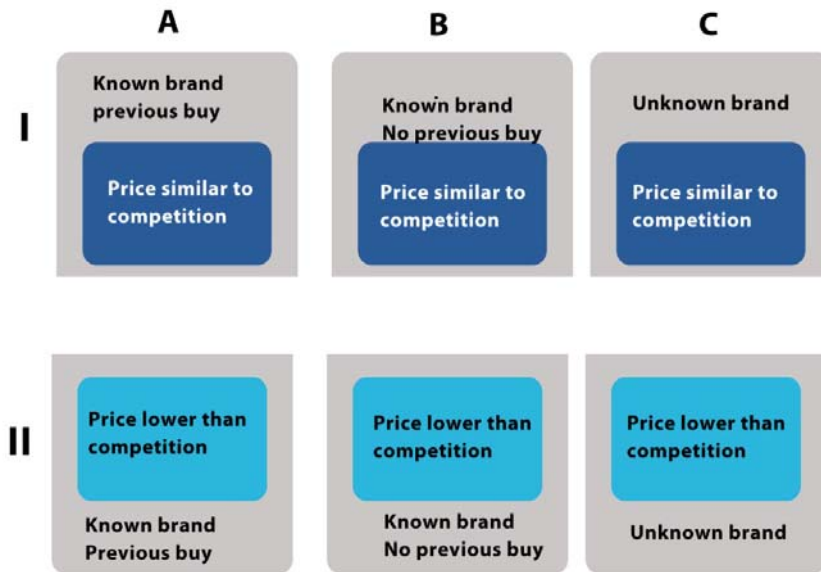 A
B
C
I
Known brand
previous buy
Price similar to
competition
Known brand
No previous buy
Price similar to
competition
Unknown brand
Price similar to
competition
II
Price lower than
competition
Known brand
Previous buy
Price lower than
competition
Known brand
No previous buy
Price lower than
competition
Unknown brand